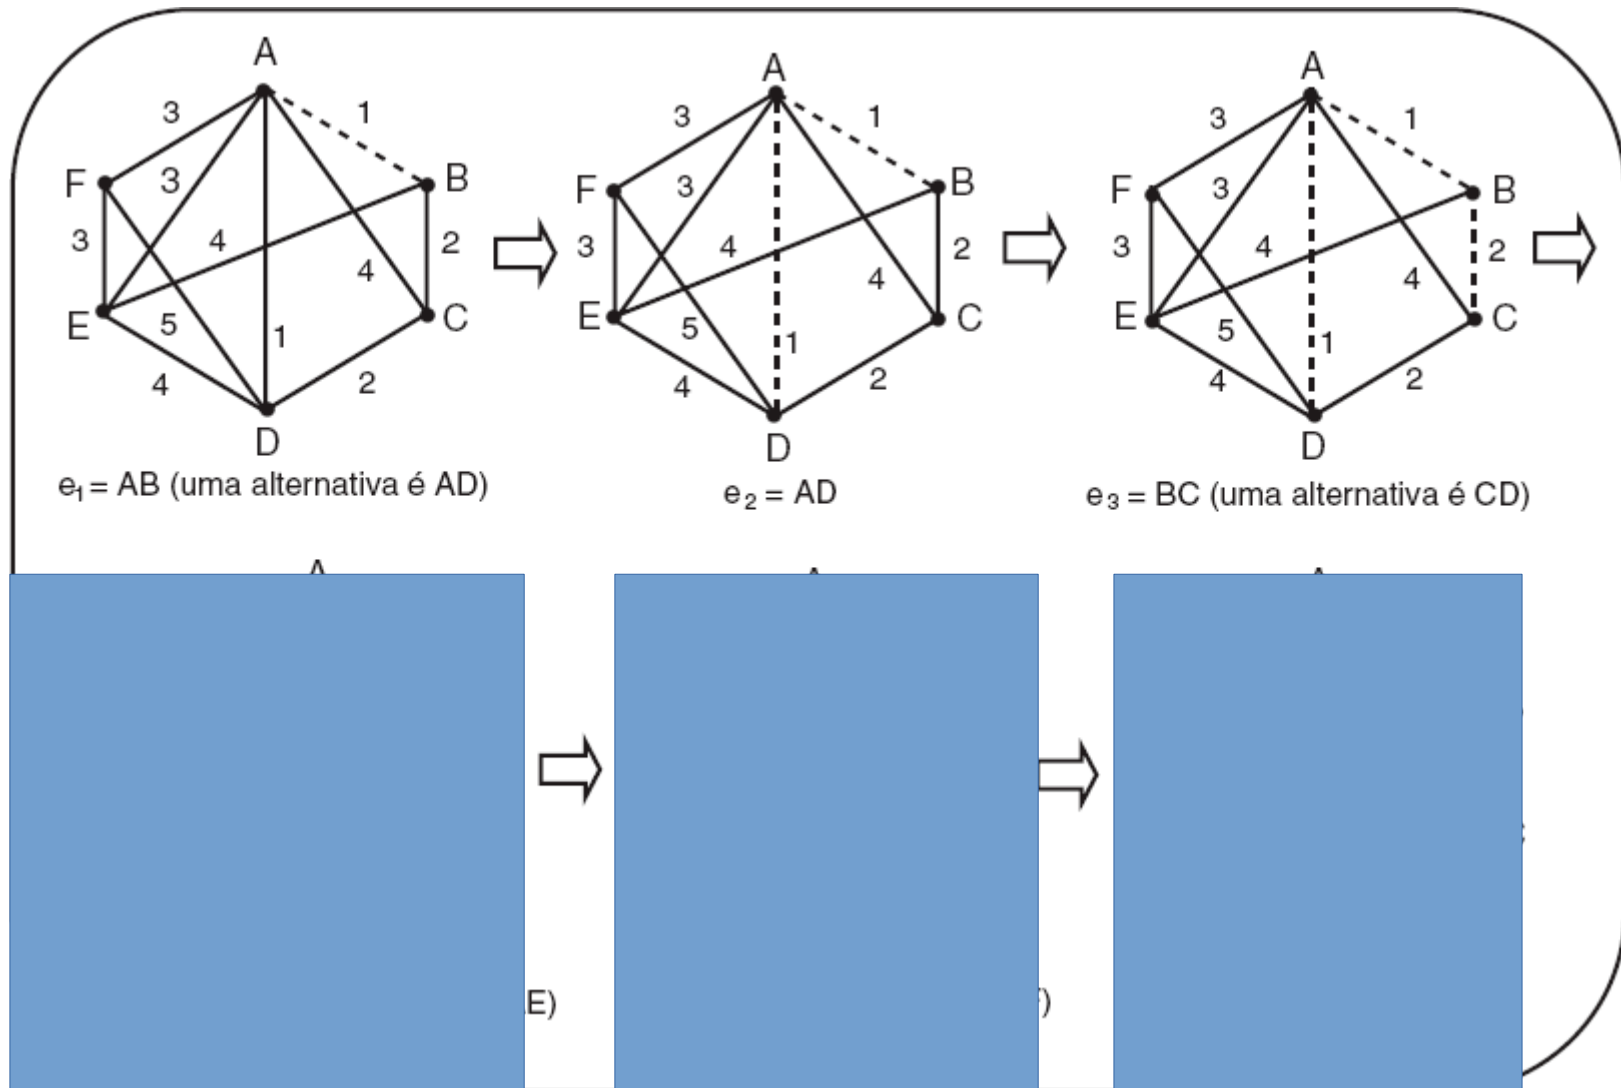 A A A
3 1 3 1 3 1
F 3 B F 3 B F 3 B
3 4 2 3 4 2 3 4 2
4 4 4
E 5 1 C E 5 1 C E 5 1 C
4 2 4 2 4 2
D D D
e₁ = AB (uma alternativa é AD) e₂ = AD e₃ = BC (uma alternativa é CD)
E)
)